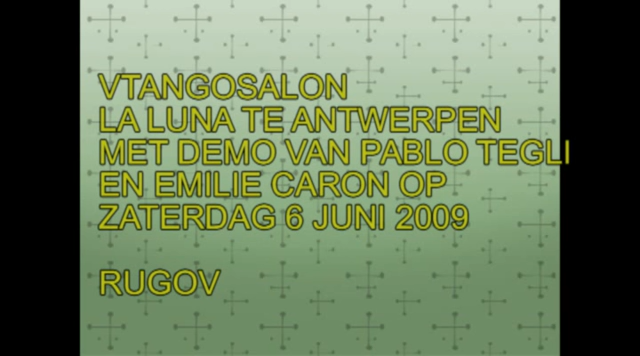 VTANGOSALON
LA LUNA TE ANTWERPEN
MET DEMO VAN PABLO TEGLI
EN EMILIE CARON OP
ZATERDAG 6 JUNI 2009
RUGOV